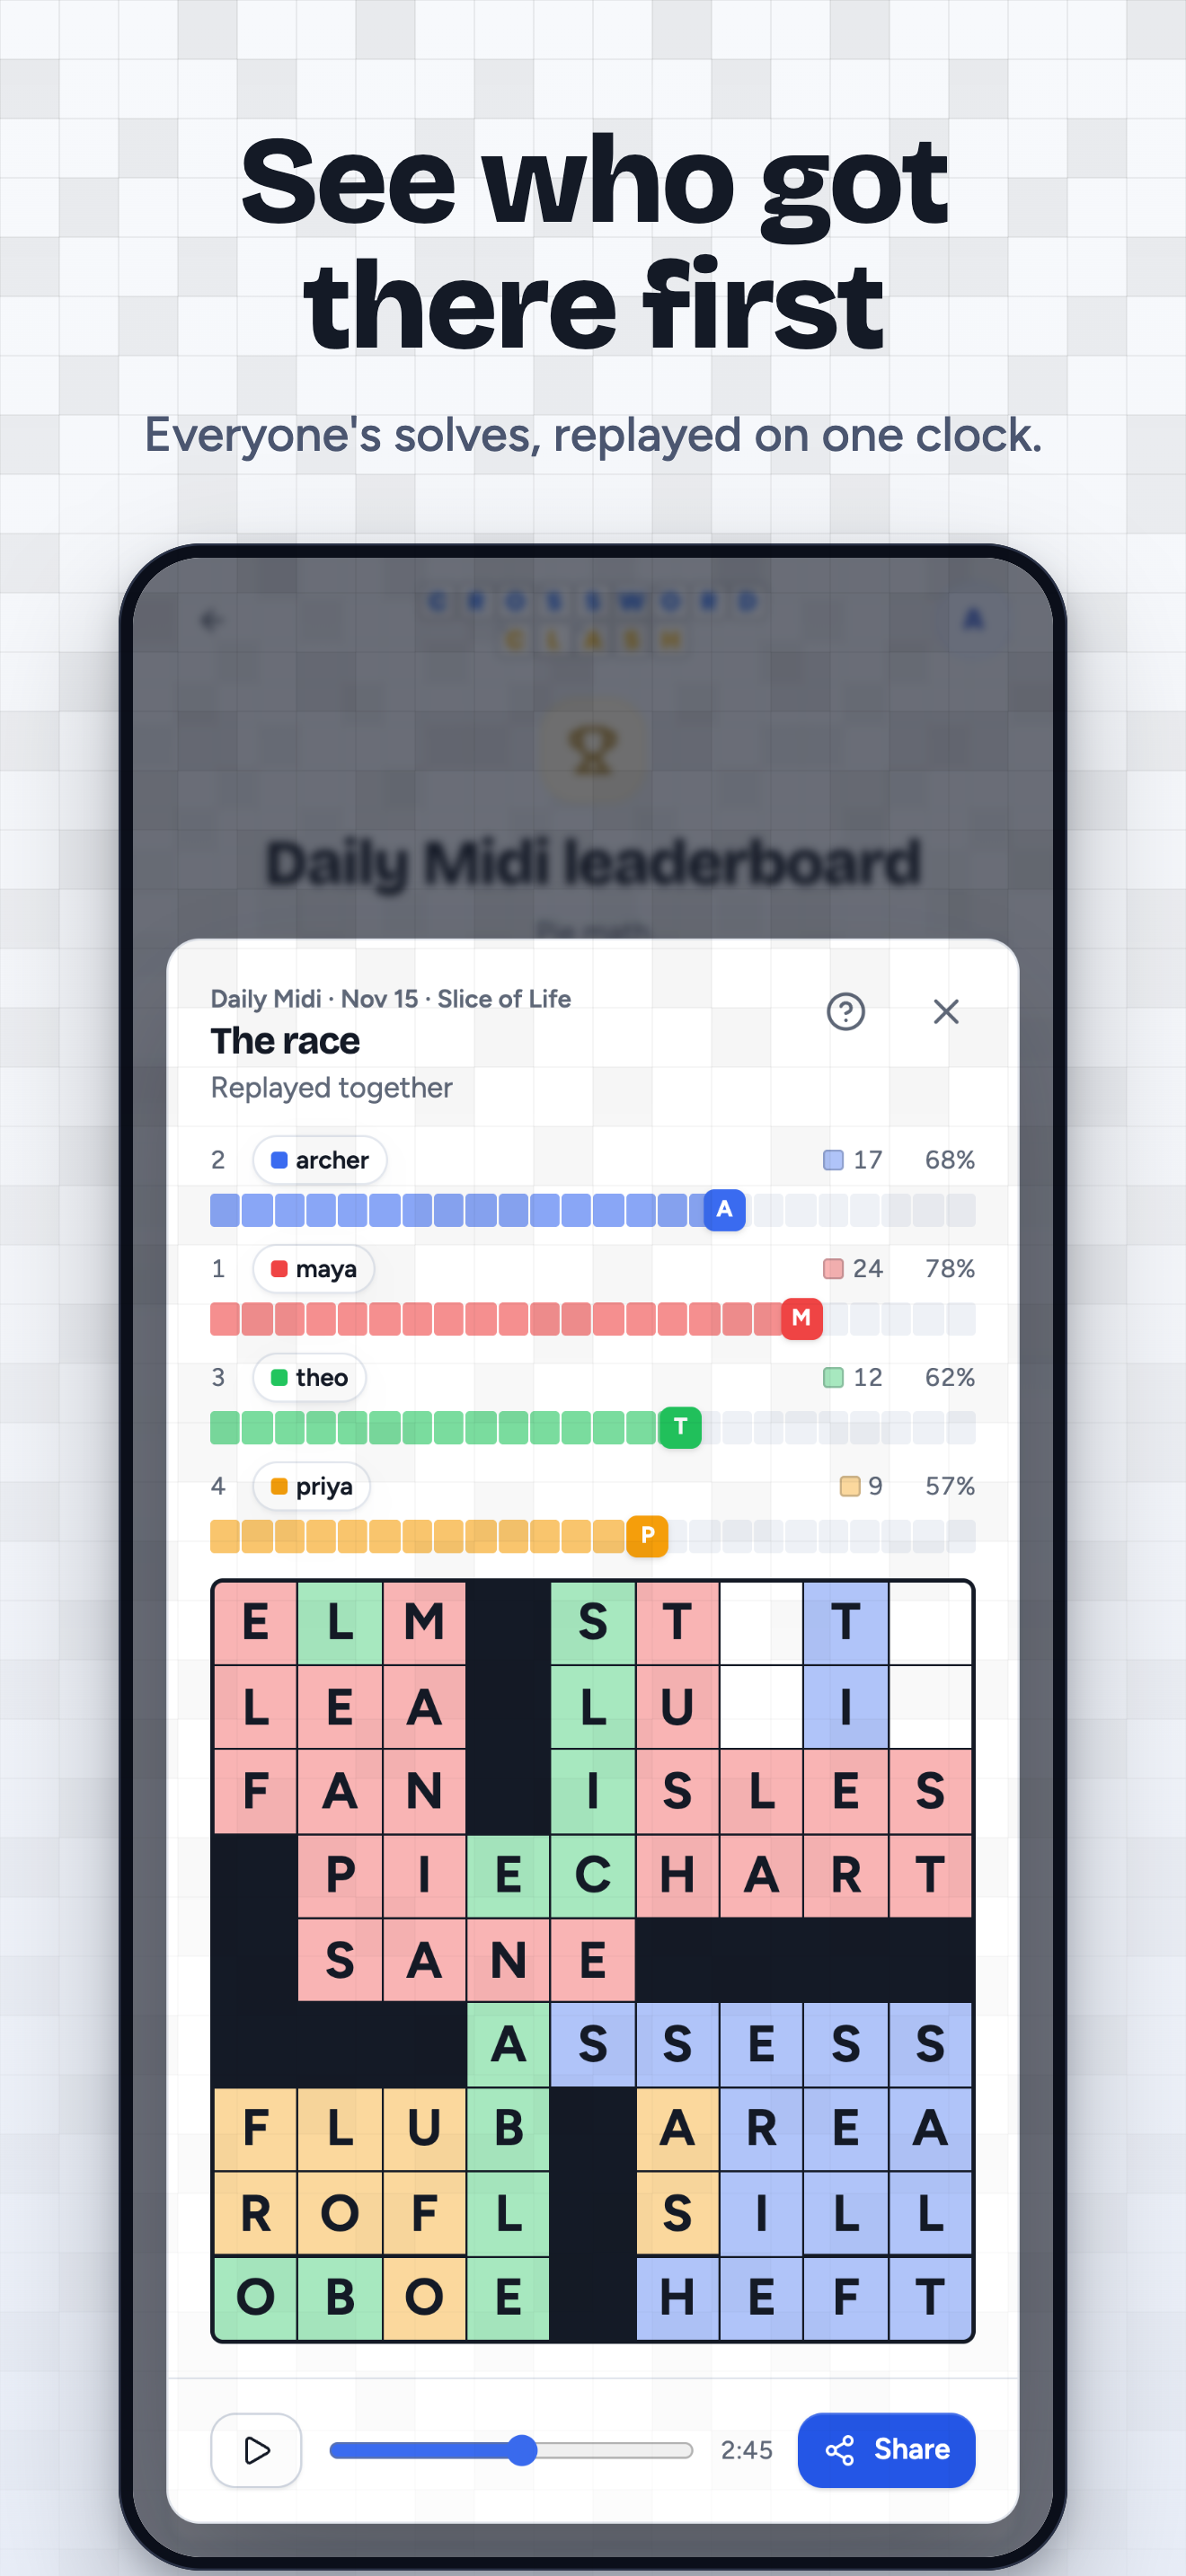 See who got
there first
Everyone's solves, replayed on one clock.
CROSSWORD
CLASH
A
Daily Midi leaderboard
Daily Midi · Nov 15 · Slice of Life
The race
Replayed together
2 archer 17 68%
A
1 maya 24 78%
M
3 theo 12 62%
T
4 priya 9 57%
P
E L M S T T
L E A L U I
F A N I S L E S
P I E C H A R T
S A N E
A S S E S S
F L U B A R E A
R O F L S I L L
O B O E H E F T
2:45 Share